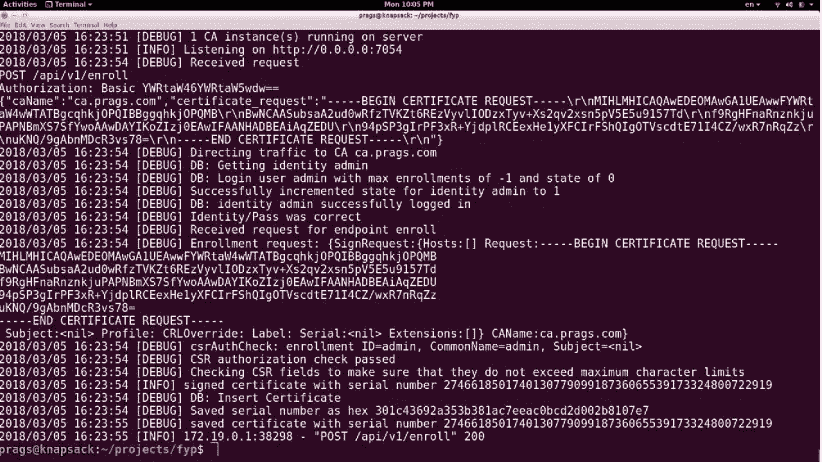 Activities Terminal Mon 10:05 PM en
prags@knapsack: ~/projects/fyp
File Edit View Search Terminal Help
2018/03/05 16:23:51 [DEBUG] 1 CA instance(s) running on server
2018/03/05 16:23:51 [INFO] Listening on http://0.0.0.0:7054
2018/03/05 16:23:54 [DEBUG] Received request
POST /api/v1/enroll
Authorization: Basic YWRtaW46YWRtaW5wdw==
{"caName":"ca.prags.com","certificate_request":"-----BEGIN CERTIFICATE REQUEST-----\r\nMIHLMHICAQAwEDEOMAwGA1UEAwwFYWRt
aW4wWTATBgcqhkjOPQIBBggqhkjOPQMB\r\nBwNCAASubsaA2ud0wRfzTVKZt6REzVyvlIODzxTyv+Xs2qv2xsn5pV5E5u9157Td\r\nf9RgHFnaRnznkju
PAPNBmXS7SfYwoAAwDAYIKoZIzj0EAwIFAANHADBEAiAqZEDU\r\n94pSP3gIrPF3xR+YjdplRCEexHe1yXFCIrFShQIgOTVscdtE71I4CZ/wxR7nRqZz\r
\nuKNQ/9gAbnMDcR3vs78=\r\n-----END CERTIFICATE REQUEST-----\r\n"}
2018/03/05 16:23:54 [DEBUG] Directing traffic to CA ca.prags.com
2018/03/05 16:23:54 [DEBUG] DB: Getting identity admin
2018/03/05 16:23:54 [DEBUG] DB: Login user admin with max enrollments of -1 and state of 0
2018/03/05 16:23:54 [DEBUG] Successfully incremented state for identity admin to 1
2018/03/05 16:23:54 [DEBUG] DB: identity admin successfully logged in
2018/03/05 16:23:54 [DEBUG] Identity/Pass was correct
2018/03/05 16:23:54 [DEBUG] Received request for endpoint enroll
2018/03/05 16:23:54 [DEBUG] Enrollment request: {SignRequest:{Hosts:[] Request:-----BEGIN CERTIFICATE REQUEST-----
MIHLMHICAQAwEDEOMAwGA1UEAwwFYWRtaW4wWTATBgcqhkjOPQIBBggqhkjOPQMB
BwNCAASubsaA2ud0wRfzTVKZt6REzVyvlIODzxTyv+Xs2qv2xsn5pV5E5u9157Td
f9RgHFnaRnznkjuPAPNBmXS7SfYwoAAwDAYIKoZIzj0EAwIFAANHADBEAiAqZEDU
94pSP3gIrPF3xR+YjdplRCEexHe1yXFCIrFShQIgOTVscdtE71I4CZ/wxR7nRqZz
uKNQ/9gAbnMDcR3vs78=
-----END CERTIFICATE REQUEST-----
Subject:<nil> Profile: CRLOverride: Label: Serial:<nil> Extensions:[]} CAName:ca.prags.com}
2018/03/05 16:23:54 [DEBUG] csrAuthCheck: enrollment ID=admin, CommonName=admin, Subject=<nil>
2018/03/05 16:23:54 [DEBUG] CSR authorization check passed
2018/03/05 16:23:54 [DEBUG] Checking CSR fields to make sure that they do not exceed maximum character limits
2018/03/05 16:23:54 [INFO] signed certificate with serial number 274661850174013077909918736065539173324800722919
2018/03/05 16:23:54 [DEBUG] DB: Insert Certificate
2018/03/05 16:23:54 [DEBUG] Saved serial number as hex 301c43692a353b381ac7eeac0bcd2d002b8107e7
2018/03/05 16:23:55 [DEBUG] saved certificate with serial number 274661850174013077909918736065539173324800722919
2018/03/05 16:23:55 [INFO] 172.19.0.1:38298 - "POST /api/v1/enroll" 200
prags@knapsack:~/projects/fyp$